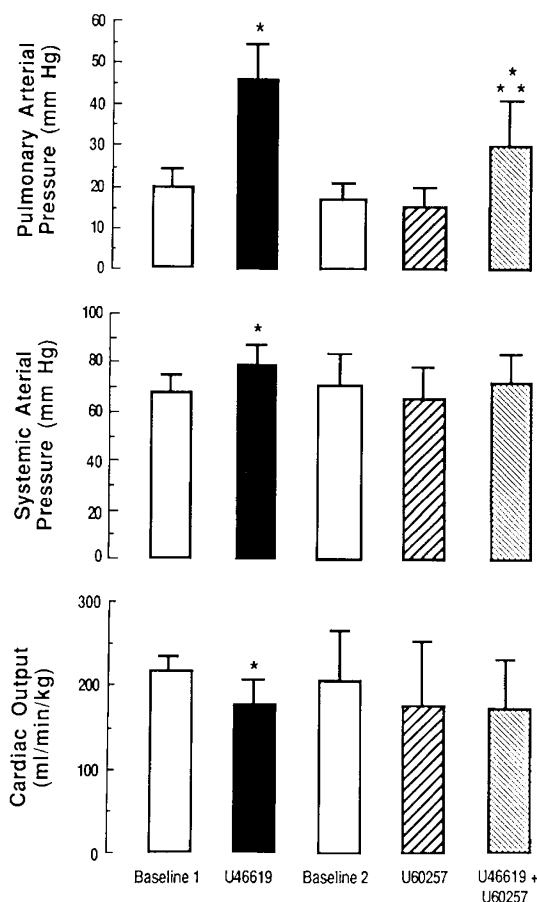 Pulmonary Arterial
Pressure (mm Hg)
60
50
40
30
20
10
0
*
*
* *
Systemic Aterial
Pressure (mm Hg)
100
80
60
40
20
0
*
Cardiac Output
(ml/min/kg)
300
200
100
0
*
Baseline 1 U46619 Baseline 2 U60257 U46619 +
U60257